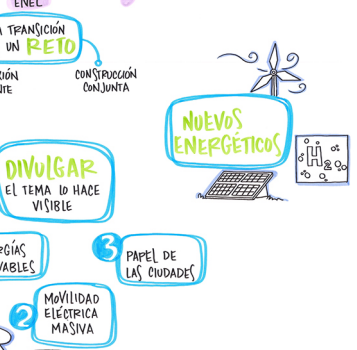 ENEL
TRANSICIÓN
UN RETO
CONSTRUCCIÓN
CONJUNTA
NUEVOS
ENERGÉTICOS
H2
DIVULGAR
EL TEMA LO HACE
VISIBLE
3 PAPEL DE
LAS CIUDADES
2 MOVILIDAD
ELÉCTRICA
MASIVA